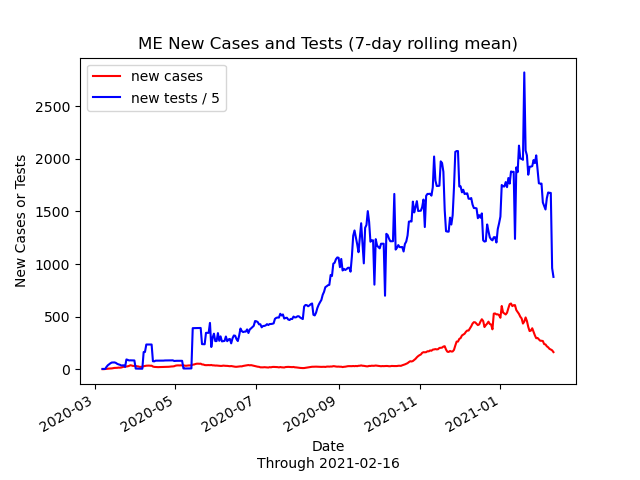 ME New Cases and Tests (7-day rolling mean)
new cases
new tests / 5
New Cases or Tests
2500
2000
1500
1000
500
0
2020-03
2020-05
2020-07
2020-09
2020-11
2021-01
Date
Through 2021-02-16